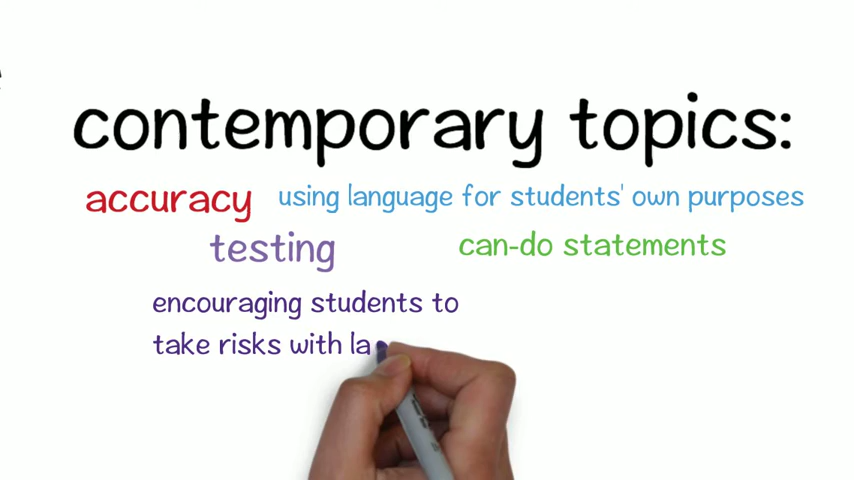 contemporary topics:
accuracy using language for students' own purposes
testing can-do statements
encouraging students to
take risks with la